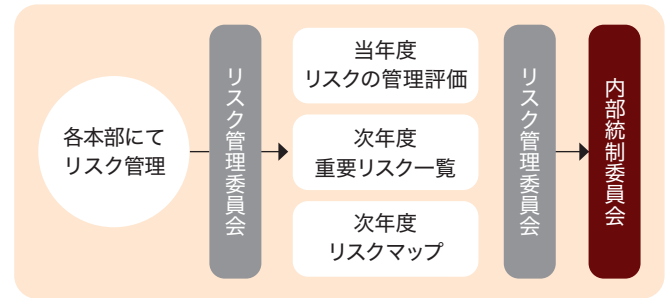 各本部にて
リスク管理
リスク管理委員会
当年度
リスクの管理評価
次年度
重要リスク一覧
次年度
リスクマップ
リスク管理委員会
内部統制委員会